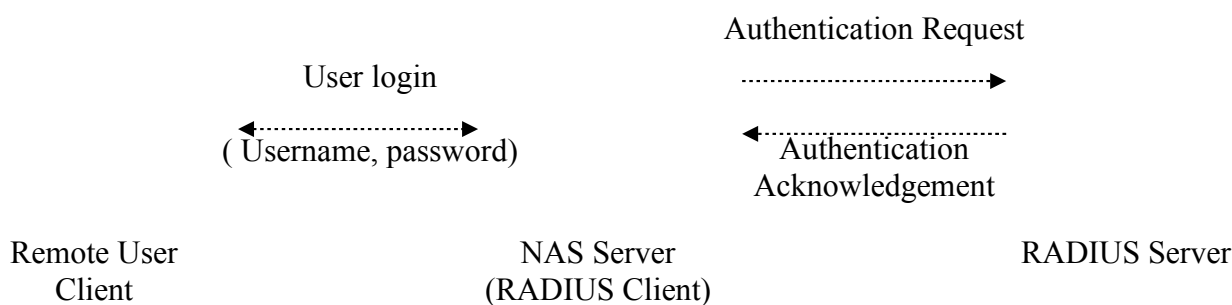 Authentication Request
User login
( Username, password)
Authentication
Acknowledgement
Remote User
Client
NAS Server
(RADIUS Client)
RADIUS Server